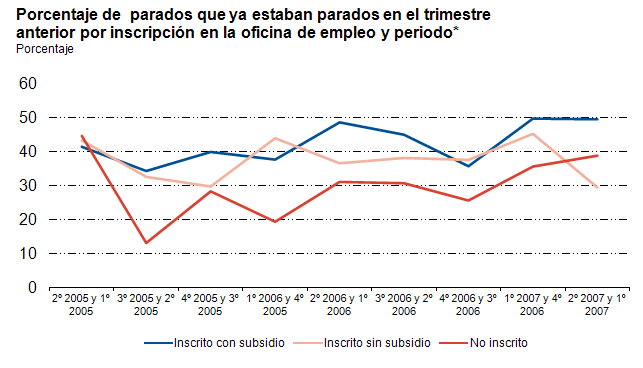 Porcentaje de parados que ya estaban parados en el trimestre
anterior por inscripción en la oficina de empleo y periodo*
Porcentaje
60
50
40
30
20
10
0
2º 2005 y 1º 2005
3º 2005 y 2º 2005
4º 2005 y 3º 2005
1º 2006 y 4º 2005
2º 2006 y 1º 2006
3º 2006 y 2º 2006
4º 2006 y 3º 2006
1º 2007 y 4º 2006
2º 2007 y 1º 2007
Inscrito con subsidio
Inscrito sin subsidio
No inscrito